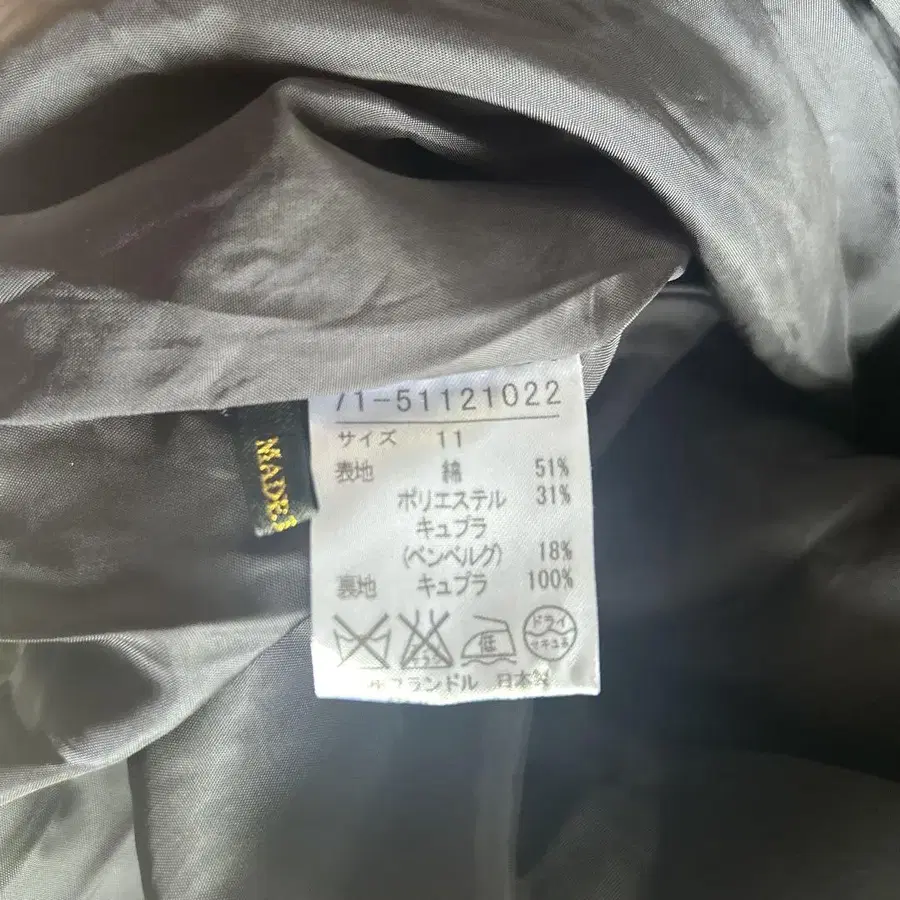 71-51121022
サイズ 11
表地 綿 51%
ポリエステル 31%
キュプラ
(ベンベルグ) 18%
裏地 キュプラ 100%
低
ドライ
日本製
MADE